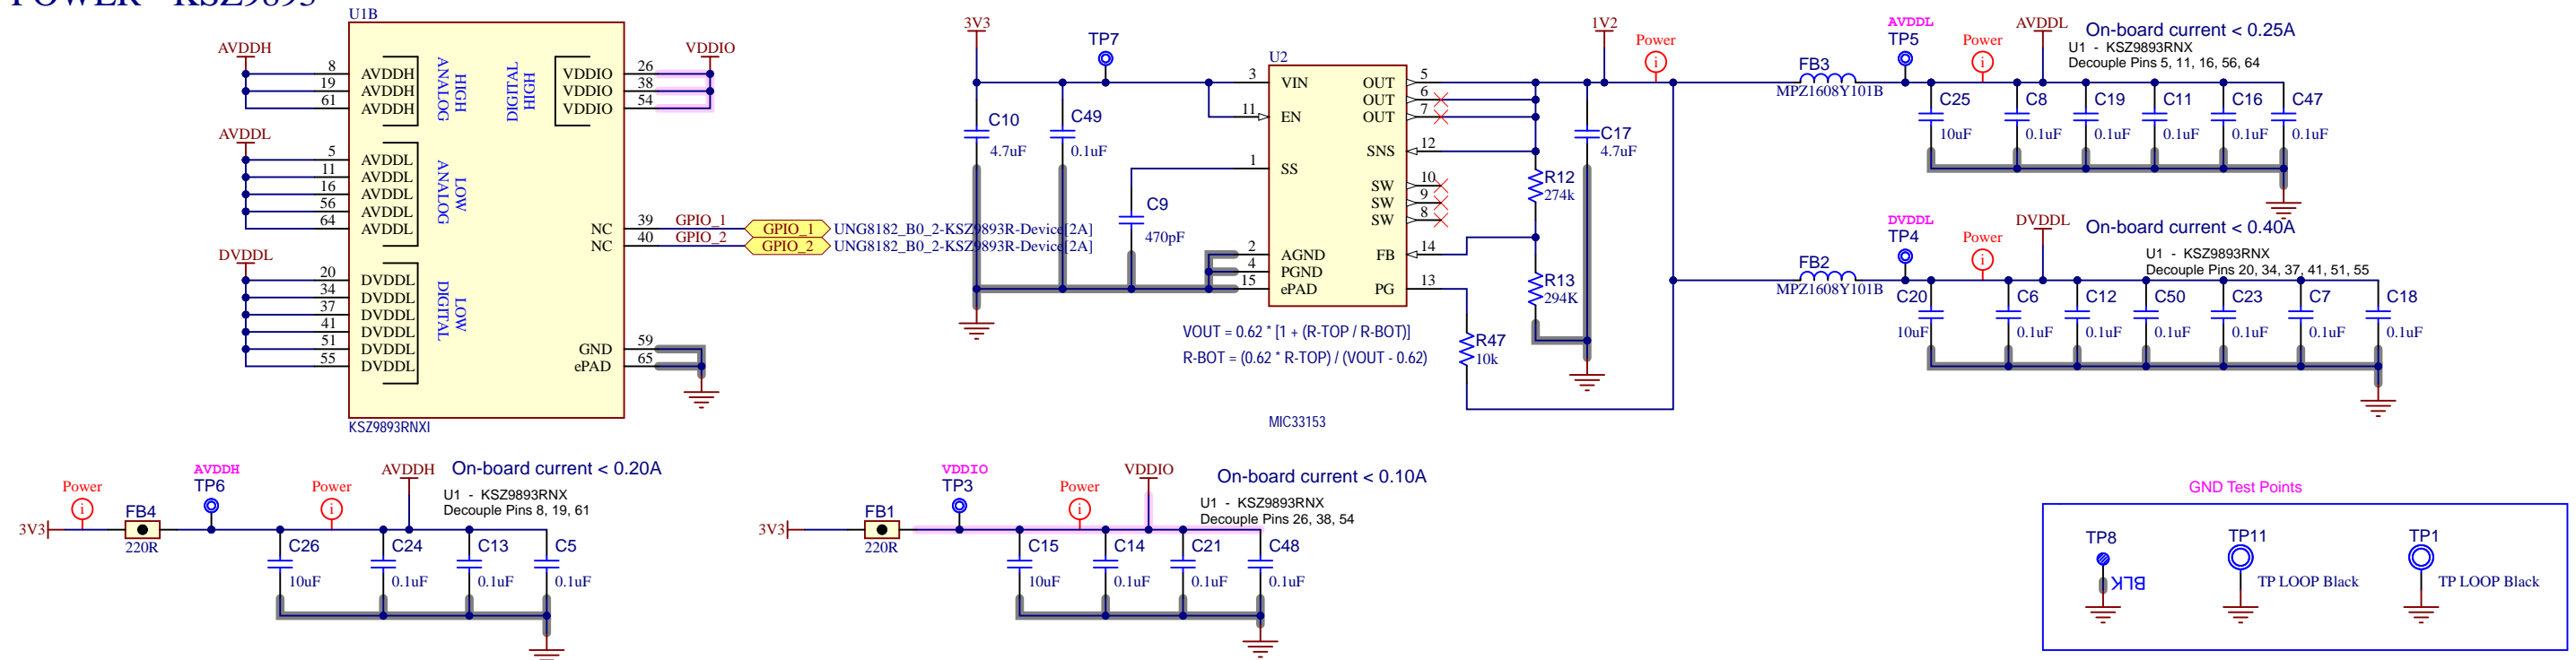 POWER - KSZ9893
U1B
AVDDH
8 AVDDH
19 AVDDH
61 AVDDH
HIGH
ANALOG
HIGH
DIGITAL
VDDIO
VDDIO 26
VDDIO 38
VDDIO 54
AVDDL
5 AVDDL
11 AVDDL
16 AVDDL
56 AVDDL
64 AVDDL
LOW
ANALOG
NC 39 GPIO_1
NC 40 GPIO_2
GPIO_1 UNG8182_B0_2-KSZ9893R-Device[2A]
GPIO_2 UNG8182_B0_2-KSZ9893R-Device[2A]
DVDDL
20 DVDDL
34 DVDDL
37 DVDDL
41 DVDDL
51 DVDDL
55 DVDDL
LOW
DIGITAL
GND 59
ePAD 65
KSZ9893RNXI
3V3
TP7
C10
4.7uF
C49
0.1uF
C9
470pF
U2
3 VIN
11 EN
1 SS
2 AGND
4 PGND
15 ePAD
OUT 5
OUT 6
OUT 7
SNS 12
SW 10
SW 9
SW 8
FB 14
PG 13
VOUT = 0.62 * [1 + (R-TOP / R-BOT)]
R-BOT = (0.62 * R-TOP) / (VOUT - 0.62)
MIC33153
R47
10k
R12
274k
R13
294K
C17
4.7uF
1V2
Power
i
FB3
MPZ1608Y101B
AVDDL
TP5
Power
i
AVDDL
On-board current < 0.25A
U1 - KSZ9893RNX
Decouple Pins 5, 11, 16, 56, 64
C25
10uF
C8
0.1uF
C19
0.1uF
C11
0.1uF
C16
0.1uF
C47
0.1uF
FB2
MPZ1608Y101B
DVDDL
TP4
Power
i
DVDDL
On-board current < 0.40A
U1 - KSZ9893RNX
Decouple Pins 20, 34, 37, 41, 51, 55
C20
10uF
C6
0.1uF
C12
0.1uF
C50
0.1uF
C23
0.1uF
C7
0.1uF
C18
0.1uF
3V3
Power
i
FB4
220R
AVDDH
TP6
Power
i
AVDDH
On-board current < 0.20A
U1 - KSZ9893RNX
Decouple Pins 8, 19, 61
C26
10uF
C24
0.1uF
C13
0.1uF
C5
0.1uF
3V3
FB1
220R
VDDIO
TP3
Power
i
VDDIO
On-board current < 0.10A
U1 - KSZ9893RNX
Decouple Pins 26, 38, 54
C15
10uF
C14
0.1uF
C21
0.1uF
C48
0.1uF
GND Test Points
TP8
BLK
TP11
TP LOOP Black
TP1
TP LOOP Black